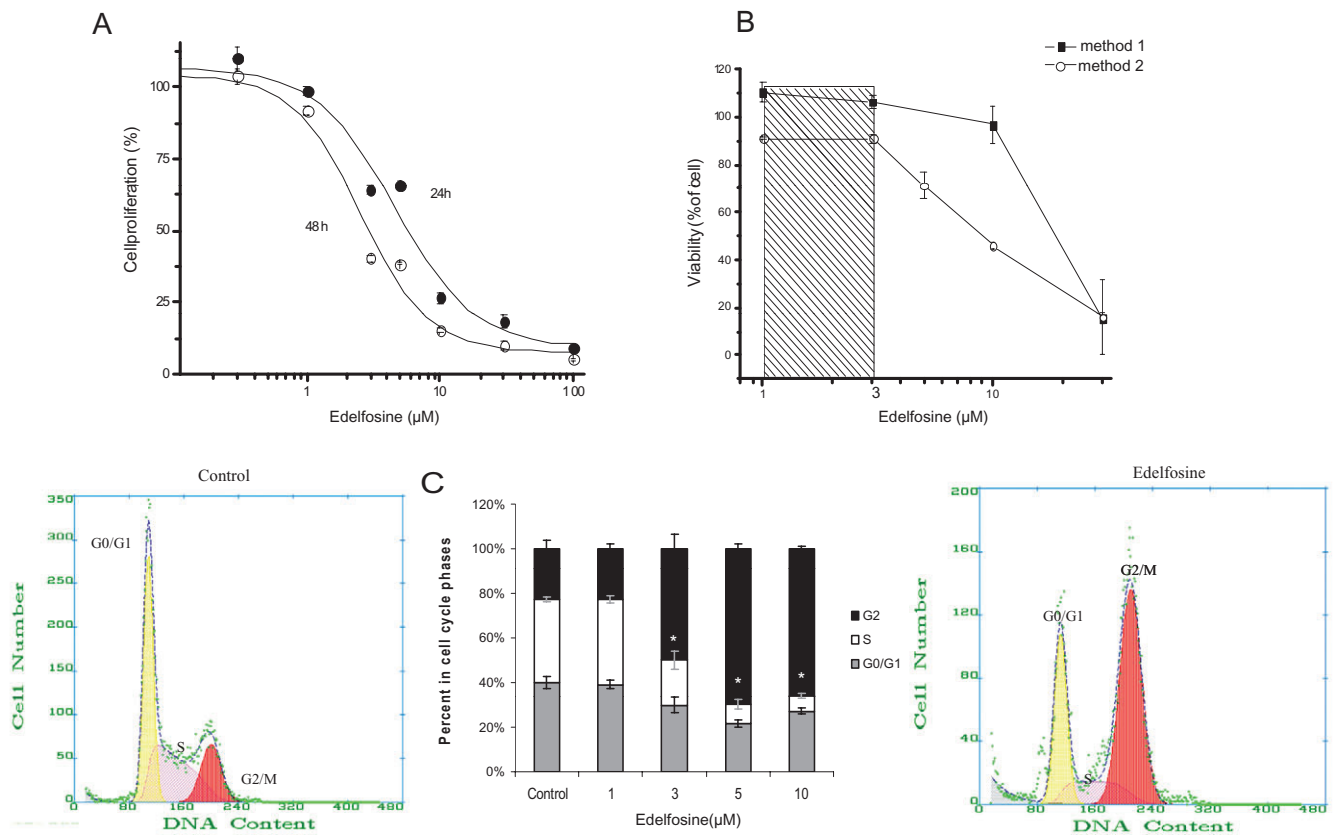 A
Cellproliferation (%)
100
75
50
25
0
24h
48h
1
10
100
Edelfosine (µM)
B
method 1
method 2
Viability (%of cell)
120
100
80
60
40
20
0
1
3
10
Edelfosine (µM)
Control
Cell Number
350
300
250
200
150
100
50
0
G0/G1
S
G2/M
0
80
160
240
320
400
480
DNA Content
C
Percent in cell cycle phases
120%
100%
80%
60%
40%
20%
0%
*
*
*
Control
1
3
5
10
Edelfosine(µM)
G2
S
G0/G1
Edelfosine
Cell Number
200
160
120
80
40
0
G0/G1
G2/M
S
0
80
160
240
320
400
480
DNA Content